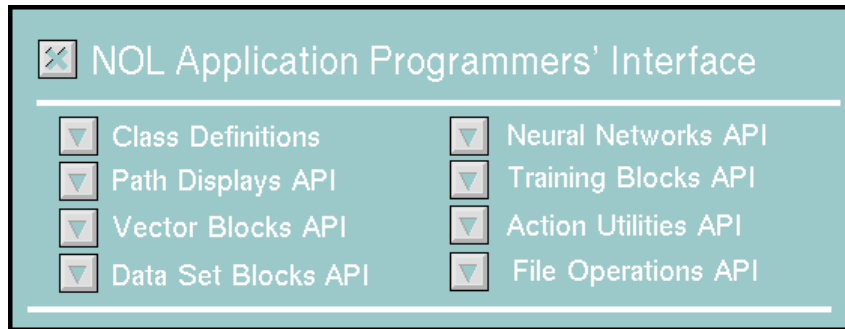 NOL Application Programmers' Interface
Class Definitions
Path Displays API
Vector Blocks API
Data Set Blocks API
Neural Networks API
Training Blocks API
Action Utilities API
File Operations API